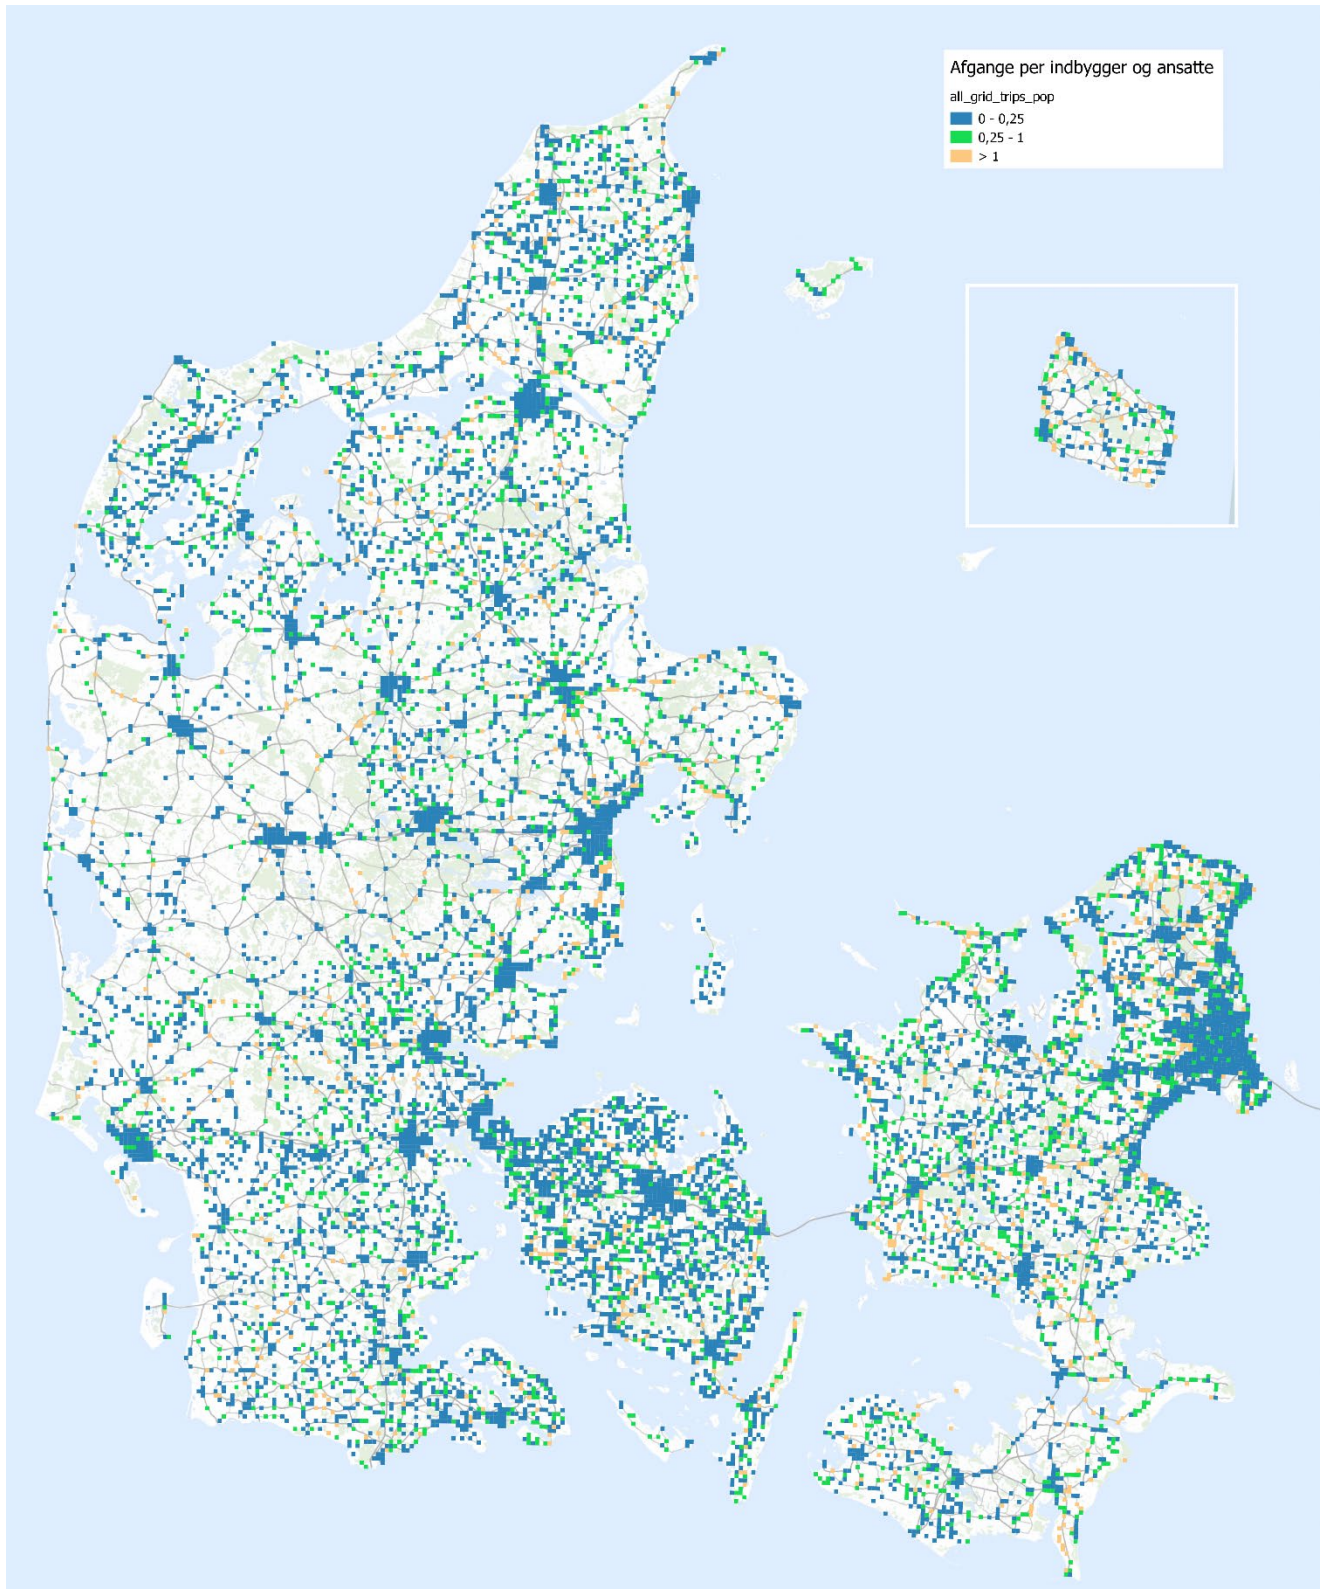 Afgange per indbygger og ansatte
all_grid_trips_pop
0 - 0,25
0,25 - 1
> 1